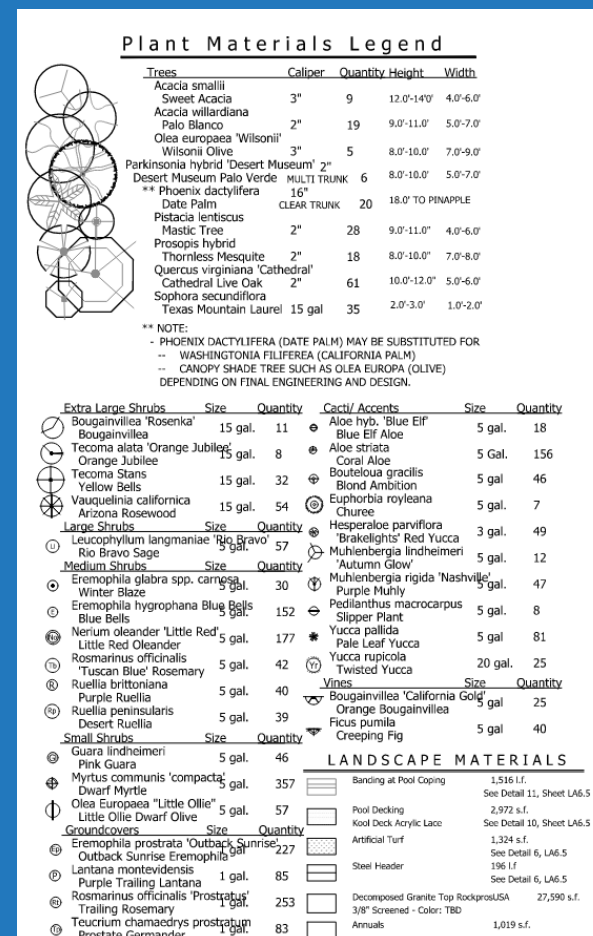 Plant Materials Legend
Trees Caliper Quantity Height Width
Acacia smallii
Sweet Acacia 3" 9 12.0'-14'0' 4.0'-6.0'
Acacia willardiana
Palo Blanco 2" 19 9.0'-11.0' 5.0'-7.0'
Olea europaea 'Wilsonii'
Wilsonii Olive 3" 5 8.0'-10.0' 7.0'-9.0'
Parkinsonia hybrid 'Desert Museum' 2"
Desert Museum Palo Verde MULTI TRUNK 6 8.0'-10.0' 5.0'-7.0'
** Phoenix dactylifera 16"
Date Palm CLEAR TRUNK 20 18.0' TO PINAPPLE
Pistacia lentiscus
Mastic Tree 2" 28 9.0'-11.0" 4.0'-6.0'
Prosopis hybrid
Thornless Mesquite 2" 18 8.0'-10.0" 7.0'-8.0'
Quercus virginiana 'Cathedral'
Cathedral Live Oak 2" 61 10.0'-12.0" 5.0'-6.0'
Sophora secundiflora
Texas Mountain Laurel 15 gal 35 2.0'-3.0' 1.0'-2.0'
** NOTE:
- PHOENIX DACTYLIFERA (DATE PALM) MAY BE SUBSTITUTED FOR
-- WASHINGTONIA FILIFEREA (CALIFORNIA PALM)
-- CANOPY SHADE TREE SUCH AS OLEA EUROPA (OLIVE)
DEPENDING ON FINAL ENGINEERING AND DESIGN.
Extra Large Shrubs Size Quantity
Bougainvillea 'Rosenka'
Bougainvillea 15 gal. 11
Tecoma alata 'Orange Jubilee'
Orange Jubilee 15 gal. 8
Tecoma Stans
Yellow Bells 15 gal. 32
Vauquelinia californica
Arizona Rosewood 15 gal. 54
Large Shrubs Size Quantity
Leucophyllum langmaniae 'Rio Bravo'
U Rio Bravo Sage 5 gal. 57
Medium Shrubs Size Quantity
Eremophila glabra spp. carnosa
Winter Blaze 5 gal. 30
Eremophila hygrophana Blue Bells
E Blue Bells 5 gal. 152
Nerium oleander 'Little Red'
No Little Red Oleander 5 gal. 177
Rosmarinus officinalis
Tb 'Tuscan Blue' Rosemary 5 gal. 42
Ruellia brittoniana
R Purple Ruellia 5 gal. 40
Ruellia peninsularis
Rp Desert Ruellia 5 gal. 39
Small Shrubs Size Quantity
Guara lindheimeri
G Pink Guara 5 gal. 46
Myrtus communis 'compacta'
Dwarf Myrtle 5 gal. 357
Olea Europaea "Little Ollie"
Little Ollie Dwarf Olive 5 gal. 57
Groundcovers Size Quantity
Eremophila prostrata 'Outback Sunrise'
Ep Outback Sunrise Eremophila 1 gal 227
Lantana montevidensis
P Purple Trailing Lantana 1 gal. 85
Rosmarinus officinalis 'Prostratus'
Rt Trailing Rosemary 1 gal. 253
Teucrium chamaedrys prostratum
Prostate Germander 1 gal. 83
Cacti/ Accents Size Quantity
Aloe hyb. 'Blue Elf'
Blue Elf Aloe 5 gal. 18
Aloe striata
Coral Aloe 5 Gal. 156
Bouteloua gracilis
Blond Ambition 5 gal 46
Euphorbia royleana
Churee 5 gal. 7
Hesperaloe parviflora
'Brakelights' Red Yucca 3 gal. 49
Muhlenbergia lindheimeri
'Autumn Glow' 5 gal. 12
Muhlenbergia rigida 'Nashville'
Purple Muhly 5 gal. 47
Pedilanthus macrocarpus
Slipper Plant 5 gal. 8
Yucca pallida
Pale Leaf Yucca 5 gal 81
Yucca rupicola
Yr Twisted Yucca 20 gal. 25
Vines Size Quantity
Bougainvillea 'California Gold'
Orange Bougainvillea 5 gal 25
Ficus pumila
Creeping Fig 5 gal 40
LANDSCAPE MATERIALS
Banding at Pool Coping 1,516 l.f.
See Detail 11, Sheet LA6.5
Pool Decking 2,972 s.f.
Kool Deck Acrylic Lace See Detail 10, Sheet LA6.5
Artificial Turf 1,324 s.f.
See Detail 6, LA6.5
Steel Header 196 l.f
See Detail 6, LA6.5
Decomposed Granite Top RockprosUSA 27,590 s.f.
3/8" Screened - Color: TBD
Annuals 1,019 s.f.